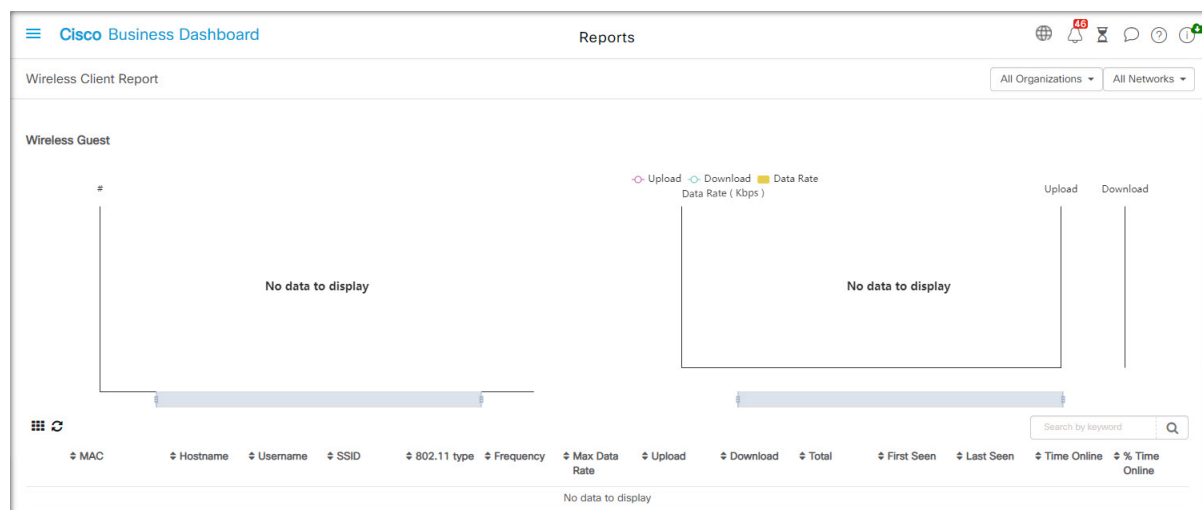 Cisco Business Dashboard
Reports
46
Wireless Client Report
All Organizations
All Networks
Wireless Guest
#
Upload Download Data Rate
Data Rate ( Kbps )
Upload
Download
No data to display
No data to display
Search by keyword
MAC Hostname Username SSID 802.11 type Frequency Max Data Rate Upload Download Total First Seen Last Seen Time Online % Time Online
No data to display